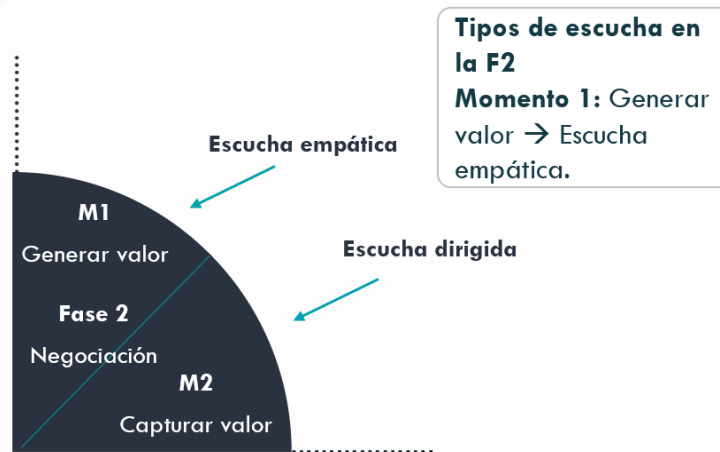 Tipos de escucha en
la F2
Momento 1: Generar
valor → Escucha
empática.
Escucha empática
M1
Generar valor
Escucha dirigida
Fase 2
Negociación
M2
Capturar valor